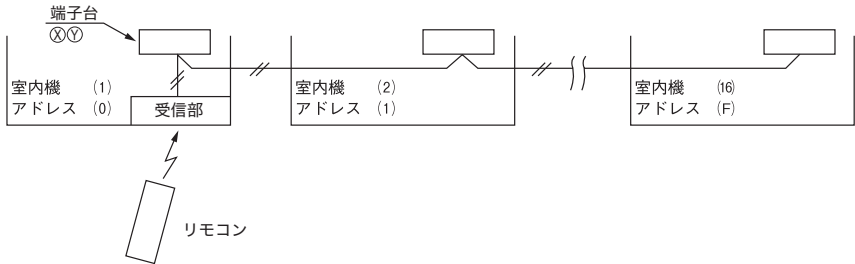 端子台
ⓍⓎ
室内機 (1)
アドレス (0)
受信部
リモコン
室内機 (2)
アドレス (1)
室内機 (16)
アドレス (F)